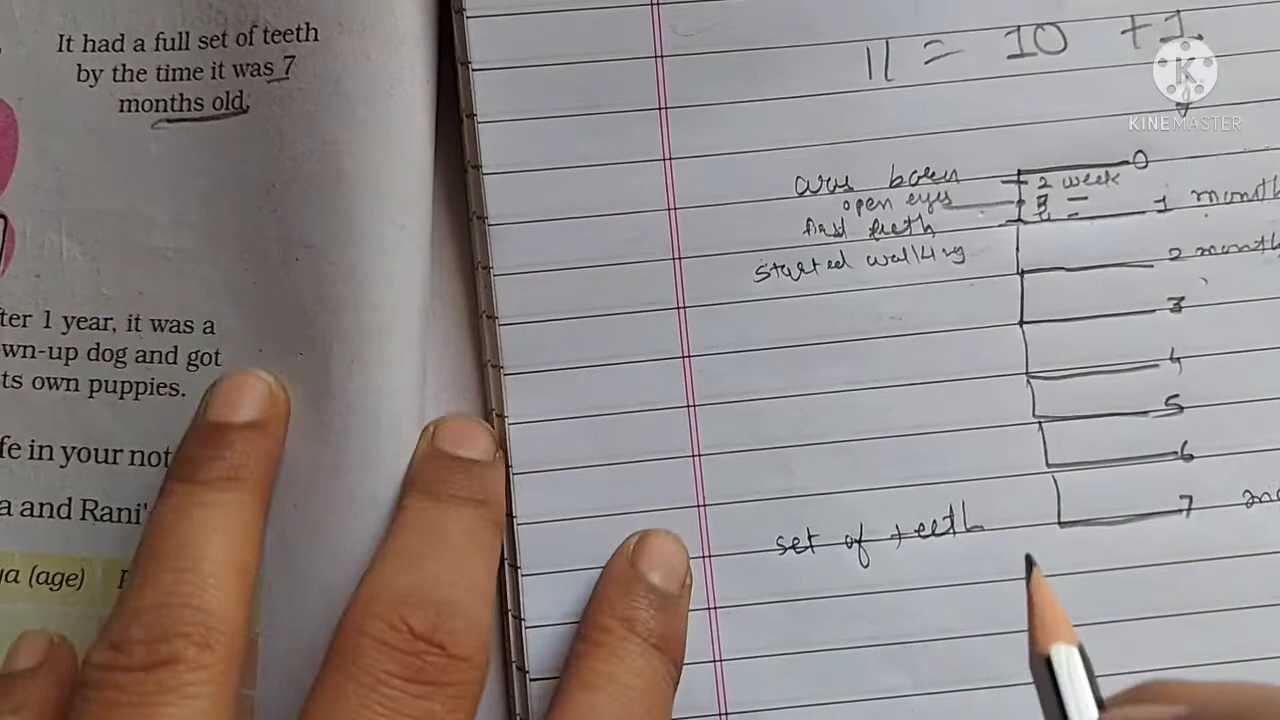 It had a full set of teeth
by the time it was 7
months old.
ter 1 year, it was a
wn-up dog and got
ts own puppies.
fe in your not
a and Rani'
ya (age) P
11 = 10 + 1
KINEMASTER
0
was born 2 week
open eyes 3 - 1 month
first teeth
started walking 2 month
3
4
5
6
7
set of teeth